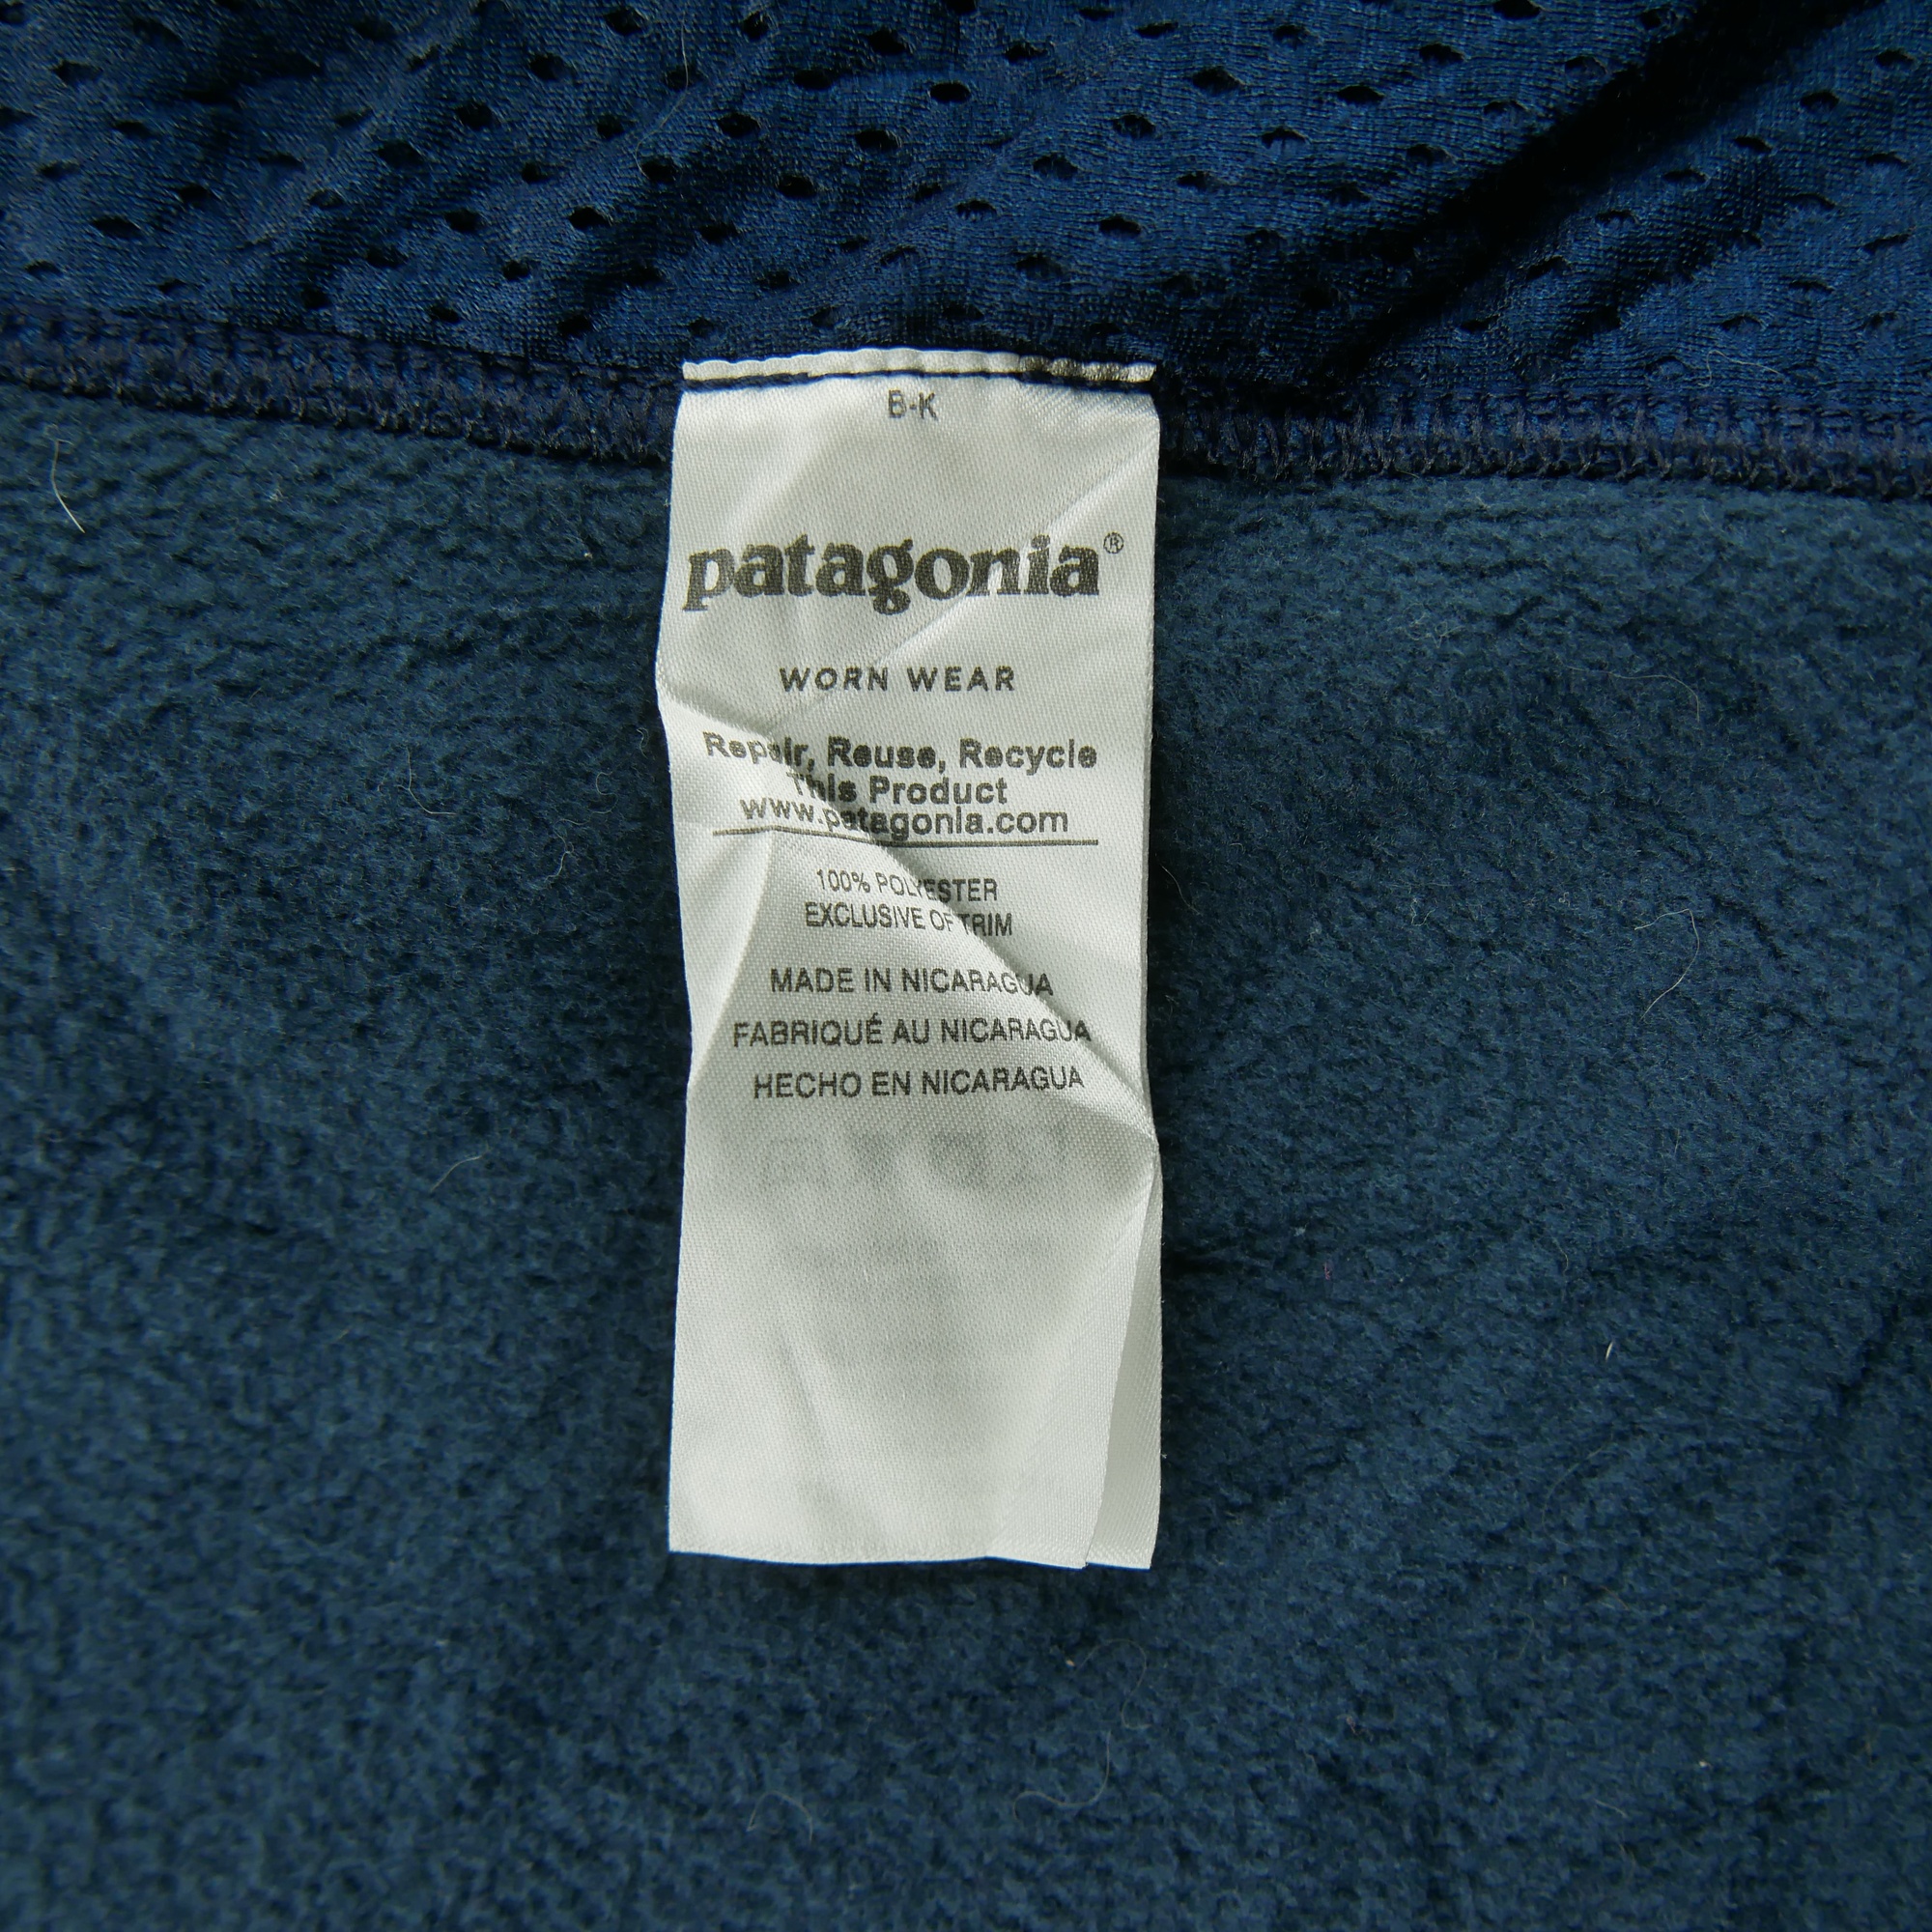 B-K
patagonia®
WORN WEAR
Repair, Reuse, Recycle
This Product
www.patagonia.com
100% POLYESTER
EXCLUSIVE OF TRIM
MADE IN NICARAGUA
FABRIQUÉ AU NICARAGUA
HECHO EN NICARAGUA